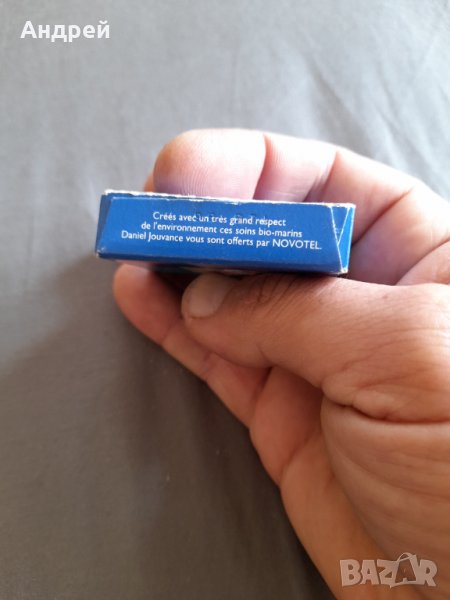 Андрей
Créés avec un très grand respect
de l'environnement ces soins bio-marins
Daniel Jouvance vous sont offerts par NOVOTEL.
BAZAR